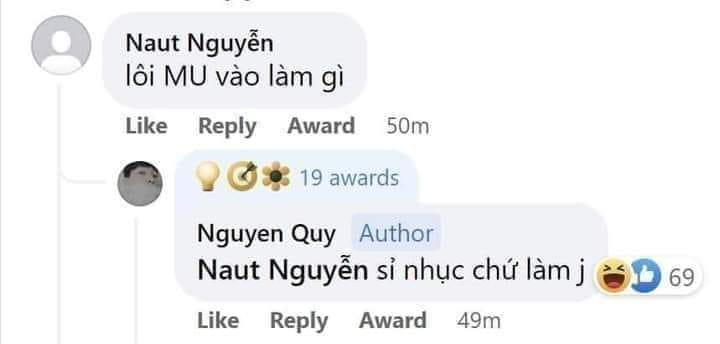 Naut Nguyễn
lôi MU vào làm gì
Like Reply Award 50m
19 awards
Nguyen Quy Author
Naut Nguyễn sỉ nhục chứ làm j
69
Like Reply Award 49m